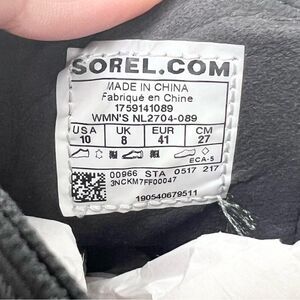 SOREL.COM
MADE IN CHINA
Fabriqué en Chine
1759141089
WMN'S NL2704-089
USA UK EUR CM
10 8 41 27
ECA-5
00966 STA 0517 217
3NCKM7FF00047
190540679511